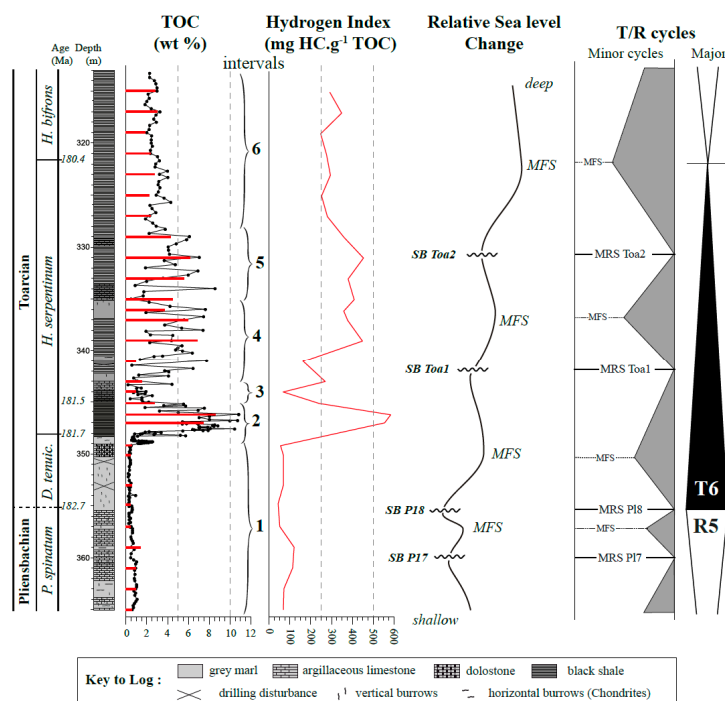 TOC
(wt %)
Hydrogen Index
(mg HC.g-1 TOC)
Relative Sea level
Change
T/R cycles
Minor cycles
Major
Age
(Ma)
Depth
(m)
intervals
Toarcian
Pliensbachian
H. bifrons
H. serpentinum
D. tenuic.
P. spinatum
180.4
181.5
181.7
182.7
320
330
340
350
360
6
5
4
3
2
1
deep
MFS
SB Toa2
MFS
SB Toa1
MFS
SB P18
MFS
SB P17
shallow
MFS
MRS Toa2
MFS
MRS Toa1
MFS
MRS Pl8
MFS
MRS Pl7
T6
R5
0 2 4 6 8 10 12
0 100 200 300 400 500 600
Key to Log :
grey marl
argillaceous limestone
dolostone
black shale
drilling disturbance
vertical burrows
horizontal burrows (Chondrites)